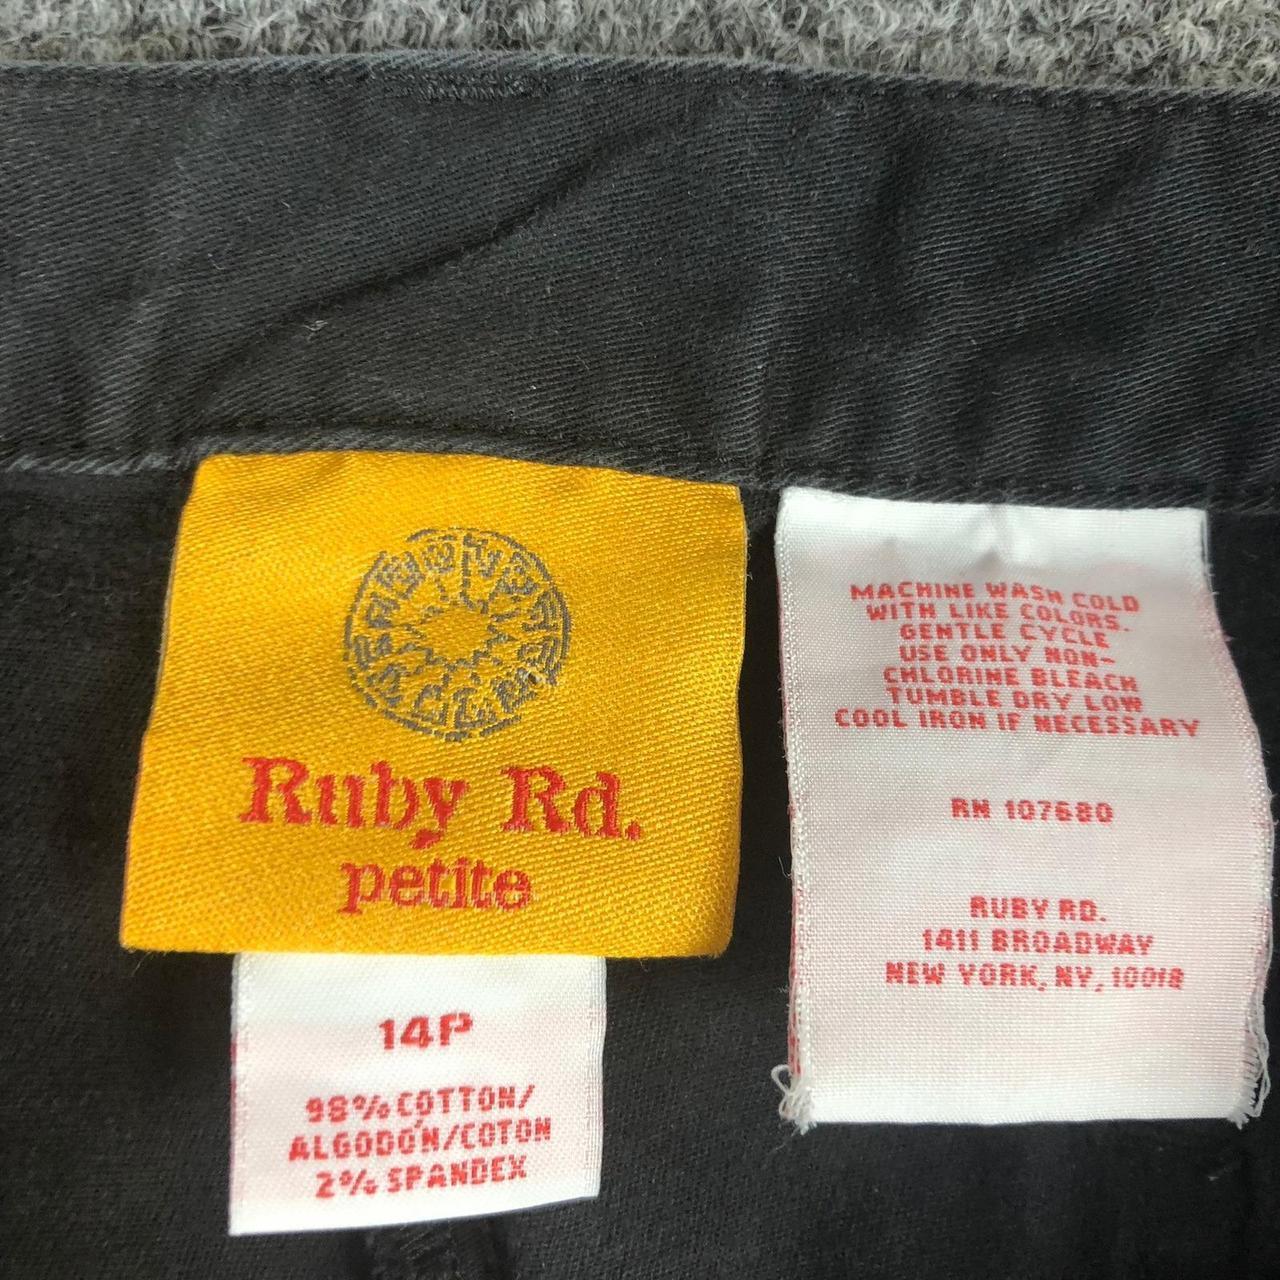 Ruby Rd.
petite
14P
98% COTTON/
ALGODÓN/COTON
2% SPANDEX
MACHINE WASH COLD
WITH LIKE COLORS.
GENTLE CYCLE
USE ONLY NON-
CHLORINE BLEACH
TUMBLE DRY LOW
COOL IRON IF NECESSARY
RN 107680
RUBY RD.
1411 BROADWAY
NEW YORK, NY, 10018